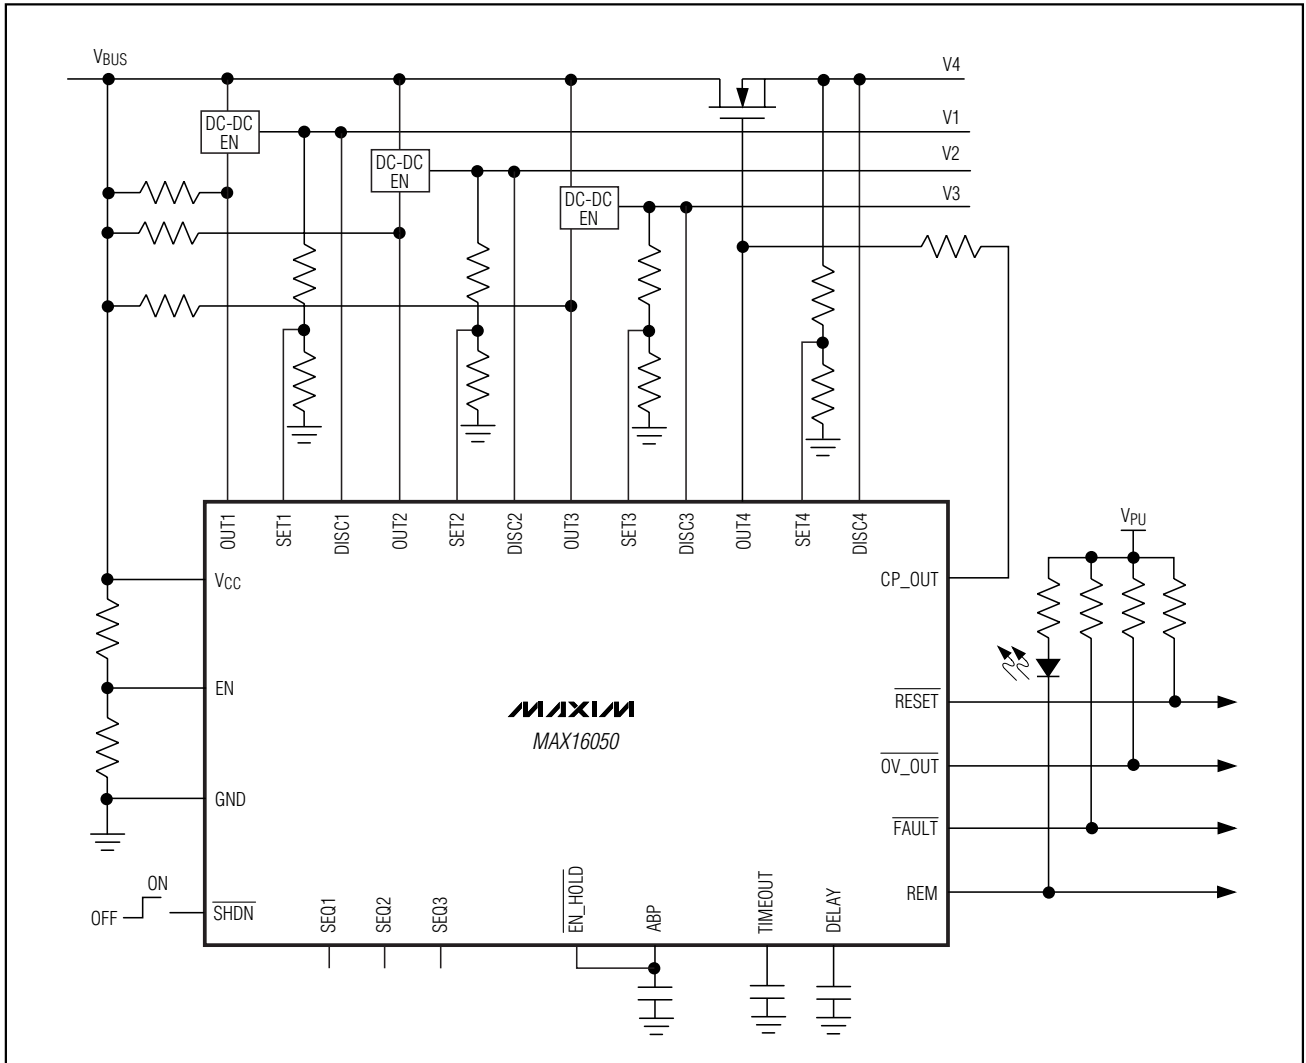 VBUS
V4
DC-DC
EN
V1
DC-DC
EN
V2
DC-DC
EN
V3
OUT1
SET1
DISC1
OUT2
SET2
DISC2
OUT3
SET3
DISC3
OUT4
SET4
DISC4
VCC
CP_OUT
VPU
EN
RESET
MAXIM
MAX16050
OV_OUT
GND
FAULT
REM
ON
OFF
SHDN
SEQ1
SEQ2
SEQ3
EN_HOLD
ABP
TIMEOUT
DELAY